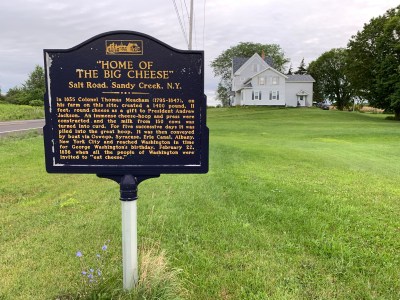 "HOME OF
THE BIG CHEESE"
Salt Road, Sandy Creek, N.Y.
In 1835 Colonel Thomas Meacham (1795-1847),
on his farm on this site, created a 1400 pound, 11
foot, round cheese as a gift to President Andrew
Jackson. An immense cheese-hoop and press were
constructed and the milk from 150 cows was
turned into curd. For five successive days it was
piled into the great hoop. It was then conveyed
by boat via Oswego, Syracuse, Erie Canal, Albany,
New York City and reached Washington in time
for George Washington's birthday, February 22,
1836 when all the people of Washington were
invited to "eat cheese."